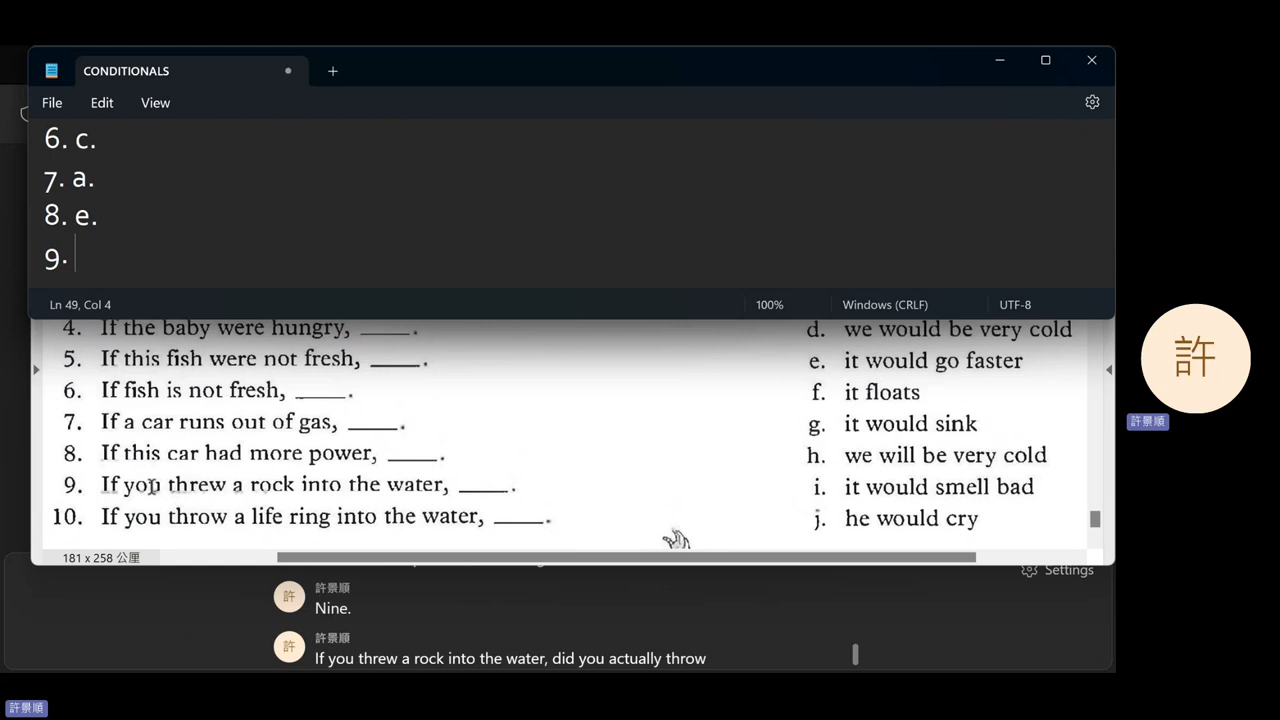 CONDITIONALS
File Edit View
6. c.
7. a.
8. e.
9.
Ln 49, Col 4 100% Windows (CRLF) UTF-8
4. If the baby were hungry, _____. d. we would be very cold
5. If this fish were not fresh, _____. e. it would go faster
6. If fish is not fresh, _____. f. it floats
7. If a car runs out of gas, _____. g. it would sink
8. If this car had more power, _____. h. we will be very cold
9. If you threw a rock into the water, _____. i. it would smell bad
10. If you throw a life ring into the water, _____. j. he would cry
181 x 258 公厘
Settings
許 許景順
Nine.
許 許景順
If you threw a rock into the water, did you actually throw
許
許景順
許景順